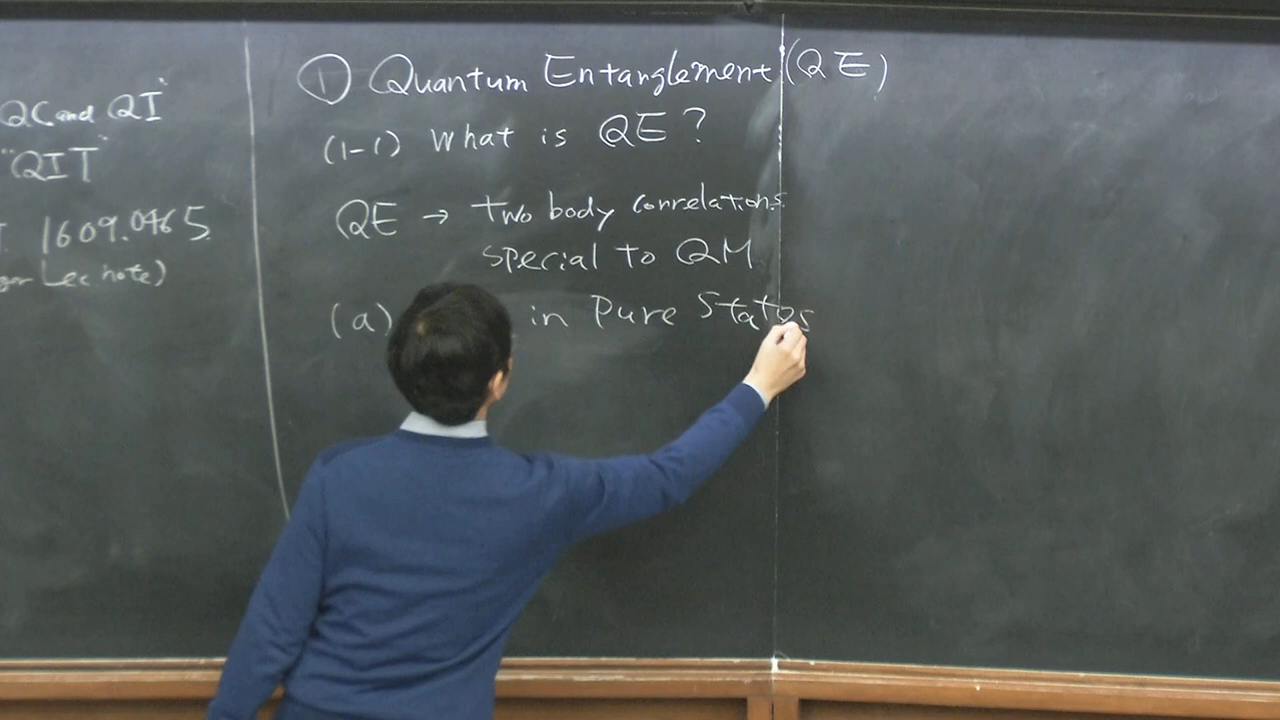 QC and QI"
"QIT"
1609.0465
Lec note)
① Quantum Entanglement (QE)
(1-1) What is QE?
QE → Two body correlations
special to QM
(a) in Pure States